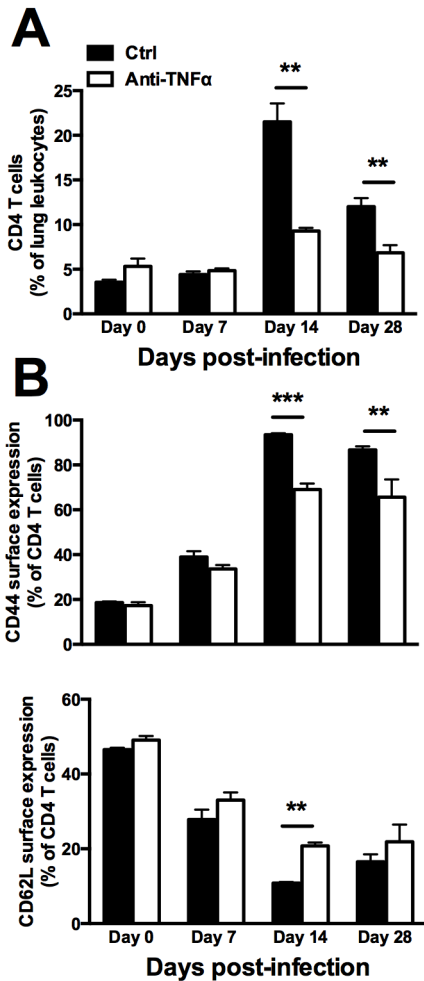 A
Ctrl
Anti-TNFα
CD4 T cells
(% of lung leukocytes)
25
20
15
10
5
0
**
**
Day 0 Day 7 Day 14 Day 28
Days post-infection
B
CD44 surface expression
(% of CD4 T cells)
100
80
60
40
20
0
***
**
CD62L surface expression
(% of CD4 T cells)
60
40
20
0
**
Day 0 Day 7 Day 14 Day 28
Days post-infection